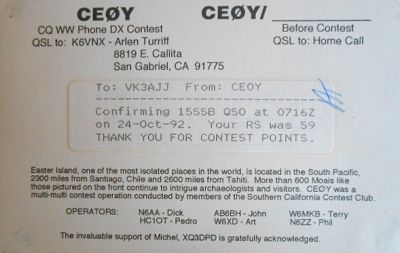 CEØY CEØY/
CQ WW Phone DX Contest Before Contest
QSL to: K6VNX - Arlen Turriff QSL to: Home Call
8819 E. Callita
San Gabriel, CA 91775
To: VK3AJJ From: CEOY
Confirming 15SSB QSO at 0716Z
on 24-Oct-92. Your RS was 59
THANK YOU FOR CONTEST POINTS.
Easter Island, one of the most isolated places in the world, is located in the South Pacific,
2300 miles from Santiago, Chile and 2600 miles from Tahiti. More than 600 Moais like
those pictured on the front continue to intrigue archaeologists and visitors. CEØY was a
multi-multi contest operation conducted by members of the Southern California Contest Club.
OPERATORS: N6AA - Dick AB6BH - John W6MKB - Terry
HC1OT - Pedro W6XD - Art N6ZZ - Phil
The invaluable support of Michel, XQ3DPD is gratefully acknowledged.